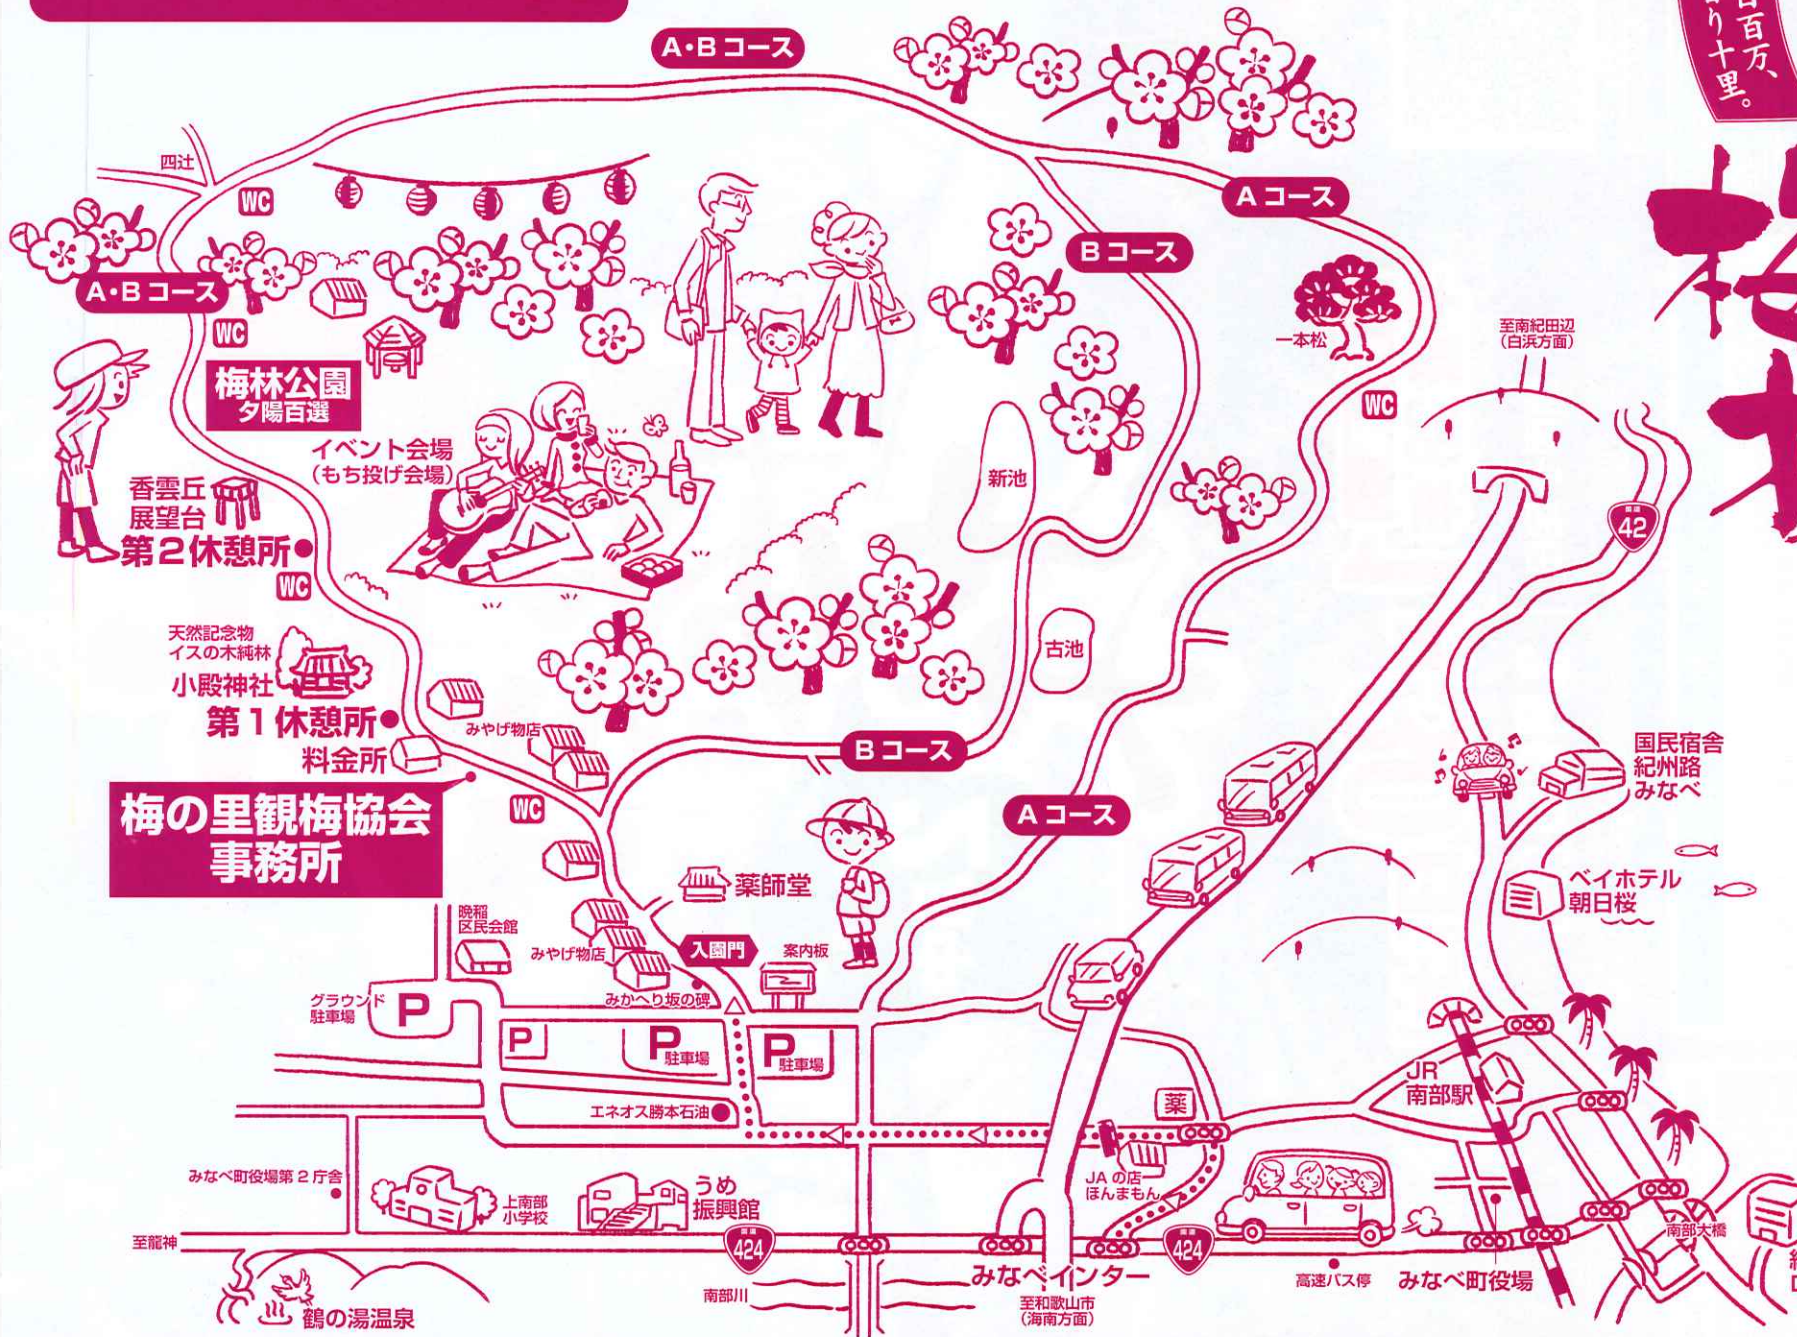 百万、
り十里。
A・Bコース
四辻
WC
Aコース
Bコース
A・Bコース
WC
一本松
至南紀田辺
(白浜方面)
WC
梅林公園
夕陽百選
イベント会場
(もち投げ会場)
新池
香雲丘
展望台
第2休憩所
国道
42
WC
天然記念物
イスの木純林
小殿神社
第1休憩所
料金所
みやげ物店
古池
Bコース
国民宿舎
紀州路
みなべ
梅の里観梅協会
事務所
WC
Aコース
薬師堂
ベイホテル
朝日桜
晩稲
区民会館
みやげ物店
入園門
案内板
みかへり坂の碑
グラウンド
駐車場
P
P
P
駐車場
P
駐車場
JR
南部駅
エネオス勝本石油
薬
みなべ町役場第2庁舎
上南部
小学校
うめ
振興館
JAの店
ほんまもん
至龍神
国道
424
国道
424
南部大橋
みなべインター
高速バス停
みなべ町役場
鶴の湯温泉
南部川
至和歌山市
(海南方面)